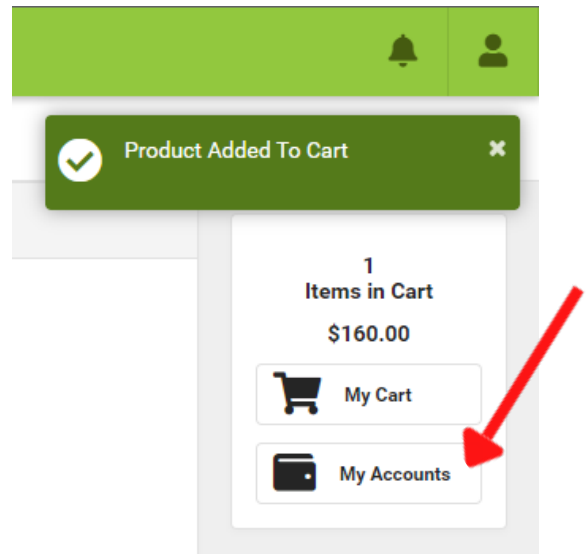 Product Added To Cart
1
Items in Cart
$160.00
My Cart
My Accounts